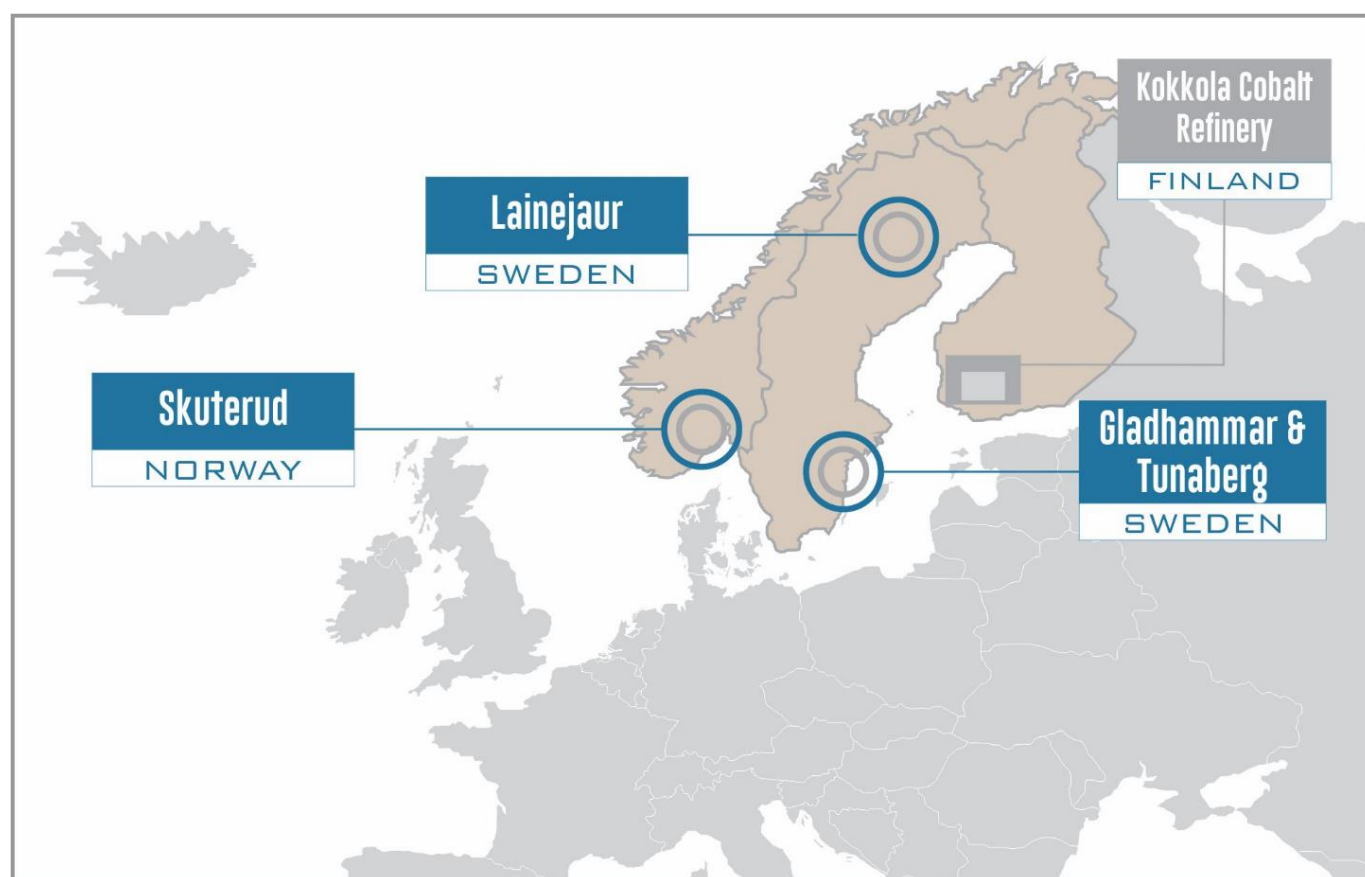 Kokkola Cobalt
Refinery
FINLAND
Lainejaur
SWEDEN
Skuterud
NORWAY
Gladhammar &
Tunaberg
SWEDEN